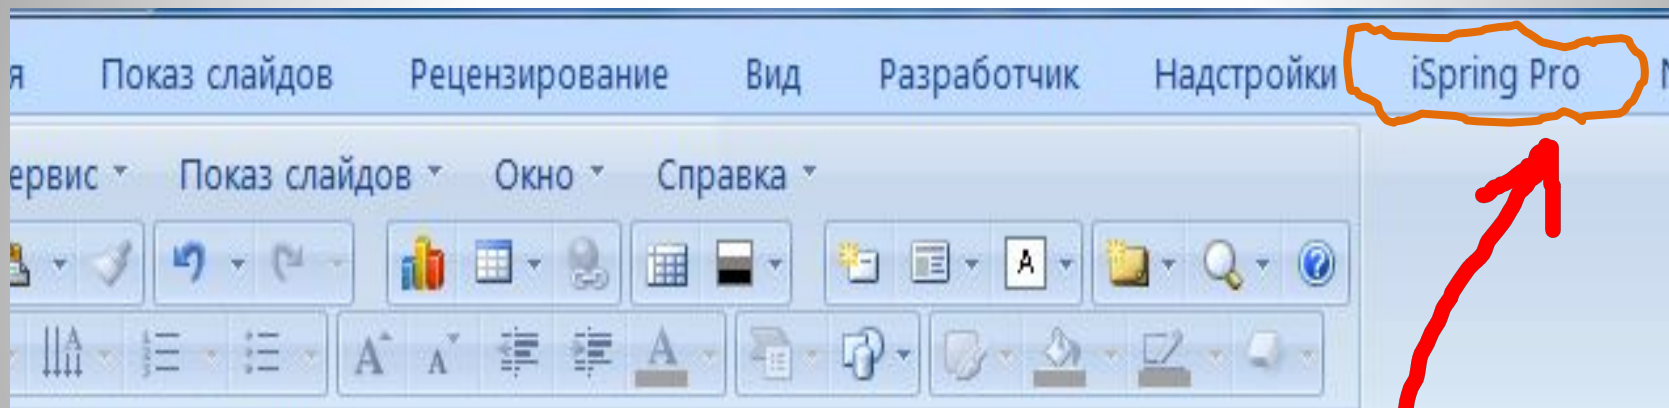 я Показ слайдов Рецензирование Вид Разработчик Надстройки iSpring Pro
ервис Показ слайдов Окно Справка
A
A A A A